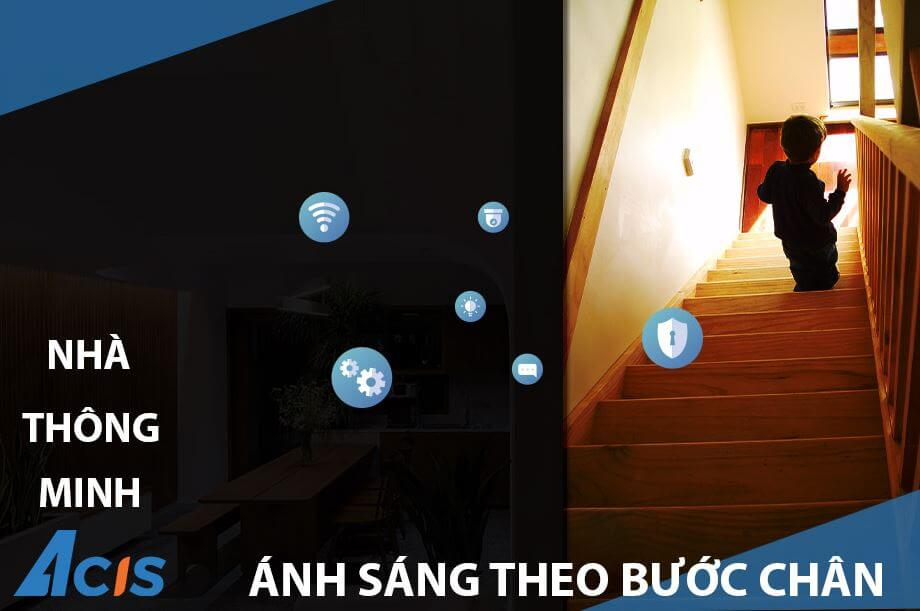 NHÀ
THÔNG
MINH
ACIS
ÁNH SÁNG THEO BƯỚC CHÂN